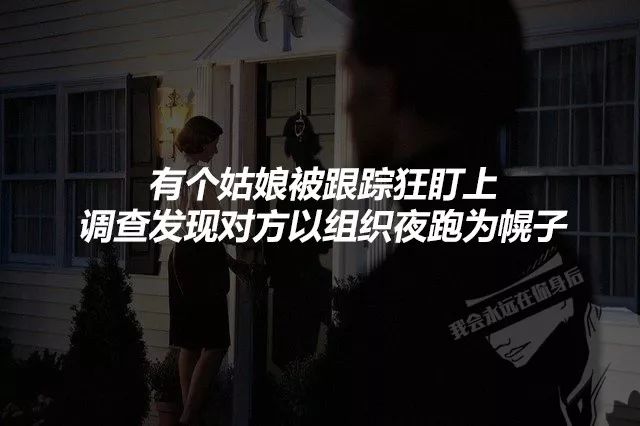 有个姑娘被跟踪狂盯上
调查发现对方以组织夜跑为幌子
我会永远在你身后